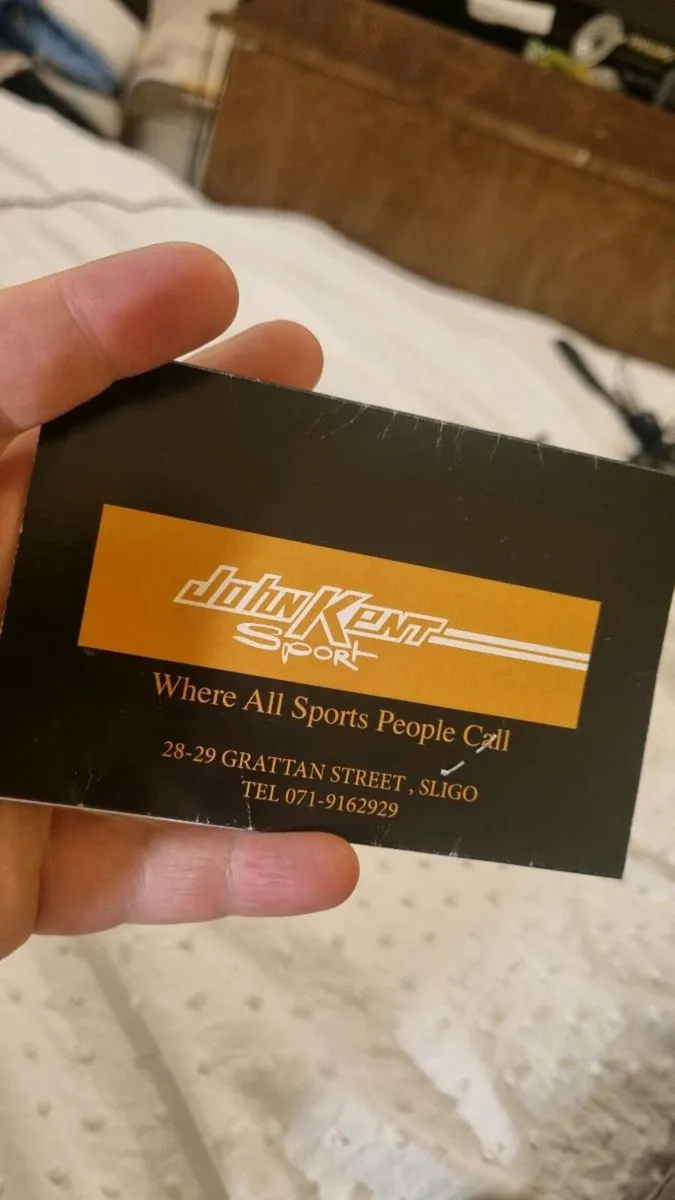 John Kent
Sport
Where All Sports People Call
28-29 GRATTAN STREET , SLIGO
TEL 071-9162929